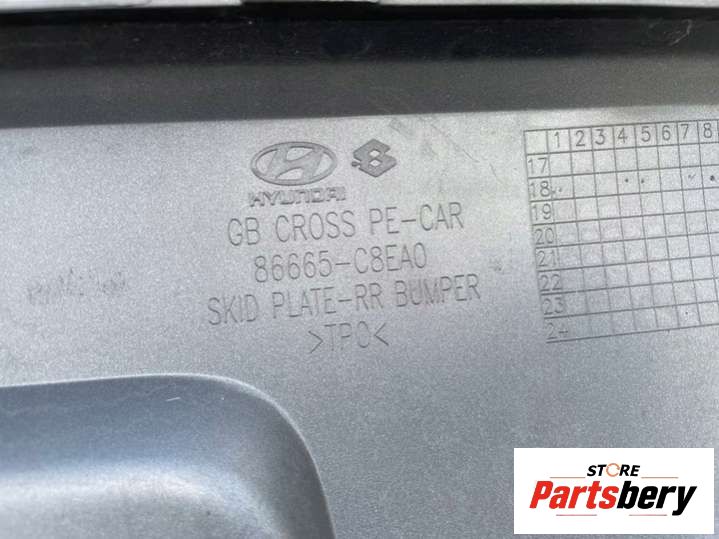 HYUNDAI
GB CROSS PE-CAR
86665-C8EA0
SKID PLATE-RR BUMPER
>TPO<
1 2 3 4 5 6 7 8
17
18
19
20
21
22
23
24
STORE
Partsbery